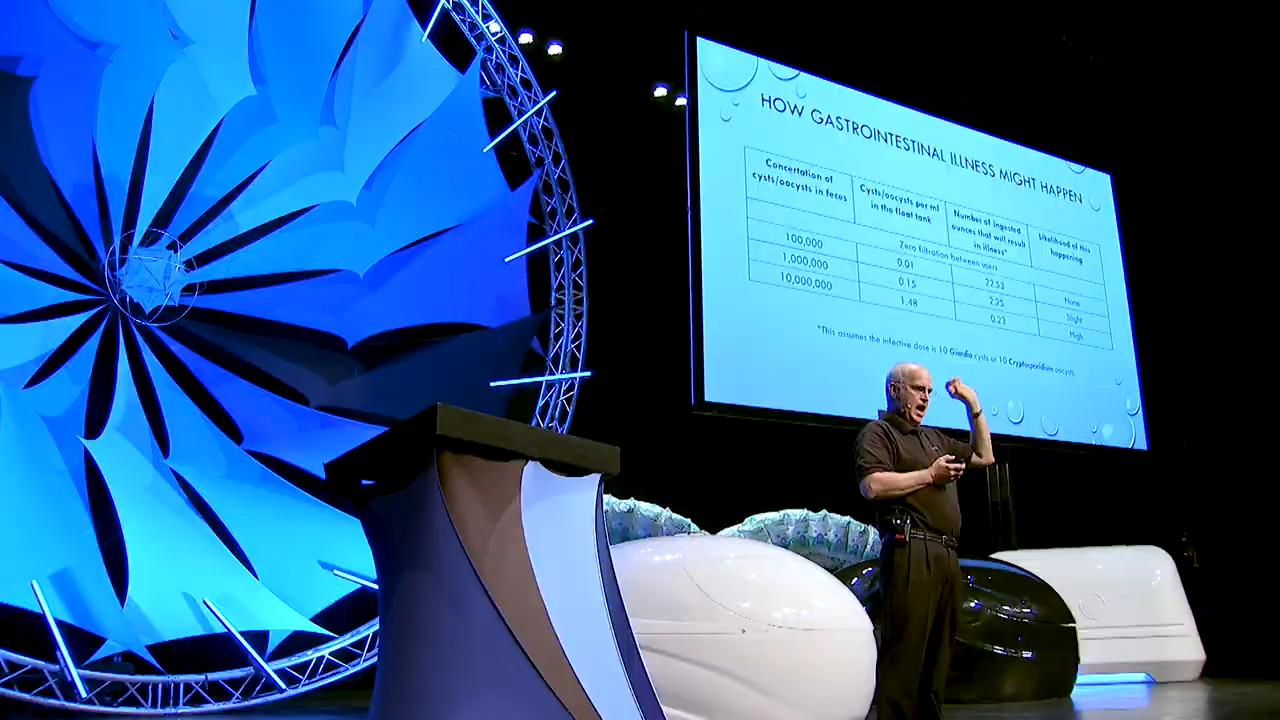 HOW GASTROINTESTINAL ILLNESS MIGHT HAPPEN
Concertation of
cysts/oocysts in feces
Cysts/oocysts per ml
in the float tank
Number of ingested
ounces that will result
in illness*
Likelihood of this
happening
Zero filtration between users
100,000
0.01
22.53
None
1,000,000
0.15
2.25
Slight
10,000,000
1.48
0.23
High
*This assumes the infective dose is 10 Giardia cysts or 10 Cryptosporidium oocysts.